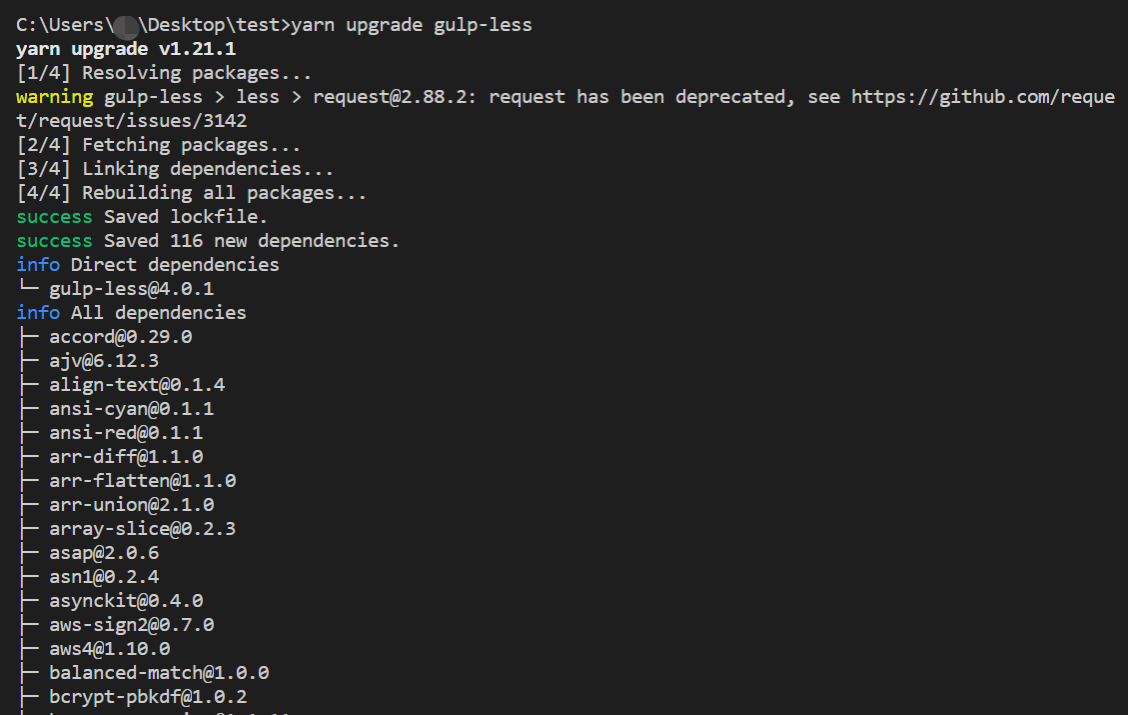 C:\Users\ \Desktop\test>yarn upgrade gulp-less
yarn upgrade v1.21.1
[1/4] Resolving packages...
warning gulp-less > less > request@2.88.2: request has been deprecated, see https://github.com/reque
t/request/issues/3142
[2/4] Fetching packages...
[3/4] Linking dependencies...
[4/4] Rebuilding all packages...
success Saved lockfile.
success Saved 116 new dependencies.
info Direct dependencies
└─ gulp-less@4.0.1
info All dependencies
├─ accord@0.29.0
├─ ajv@6.12.3
├─ align-text@0.1.4
├─ ansi-cyan@0.1.1
├─ ansi-red@0.1.1
├─ arr-diff@1.1.0
├─ arr-flatten@1.1.0
├─ arr-union@2.1.0
├─ array-slice@0.2.3
├─ asap@2.0.6
├─ asn1@0.2.4
├─ asynckit@0.4.0
├─ aws-sign2@0.7.0
├─ aws4@1.10.0
├─ balanced-match@1.0.0
├─ bcrypt-pbkdf@1.0.2